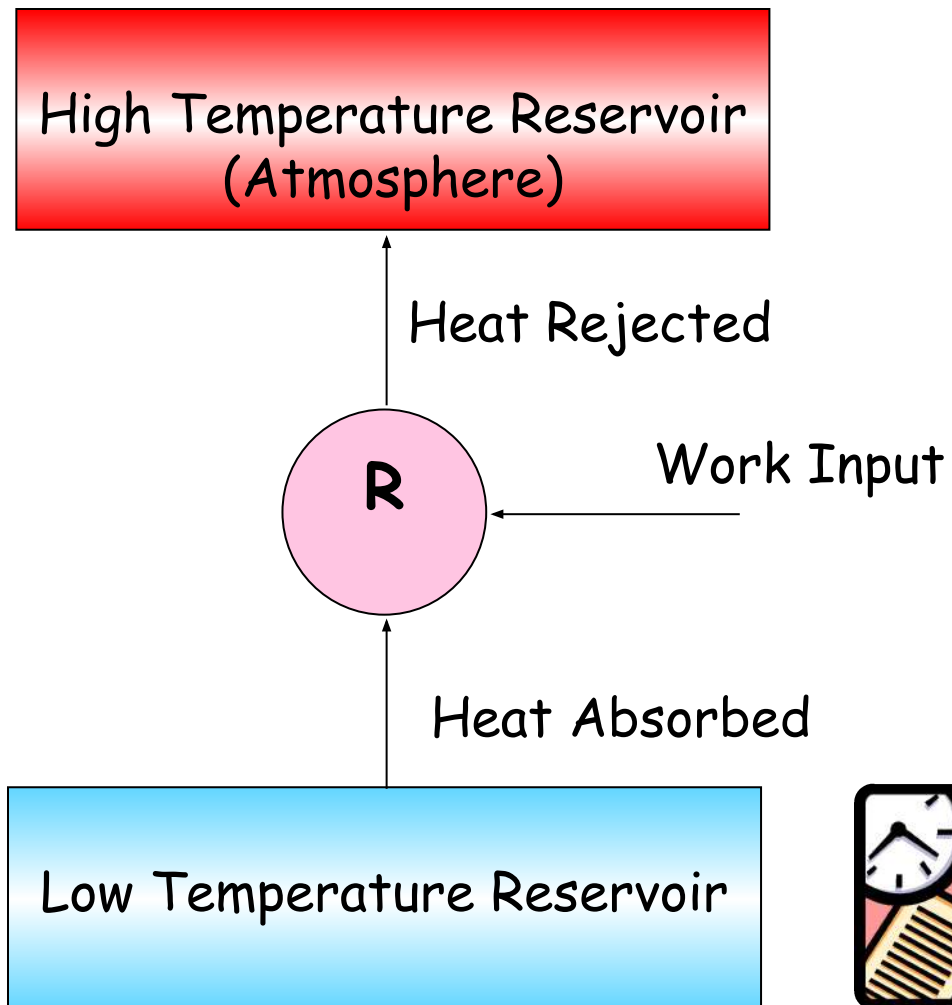 High Temperature Reservoir
(Atmosphere)
Heat Rejected
Work Input
R
Heat Absorbed
Low Temperature Reservoir